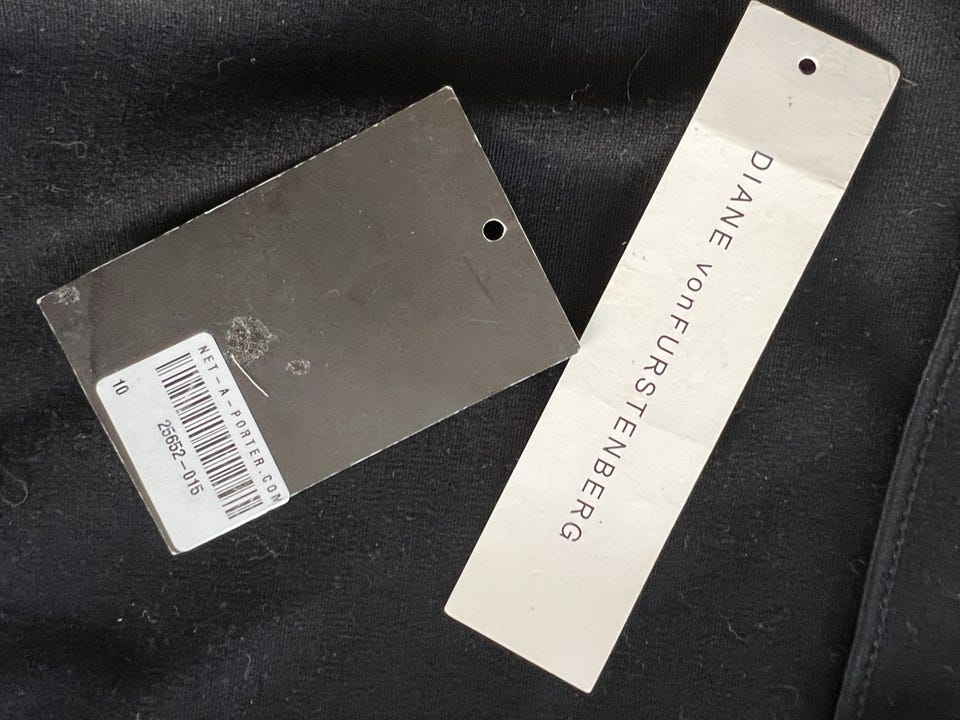 NET-A-PORTER.COM
25652-015
10
DIANE vonFURSTENBERG